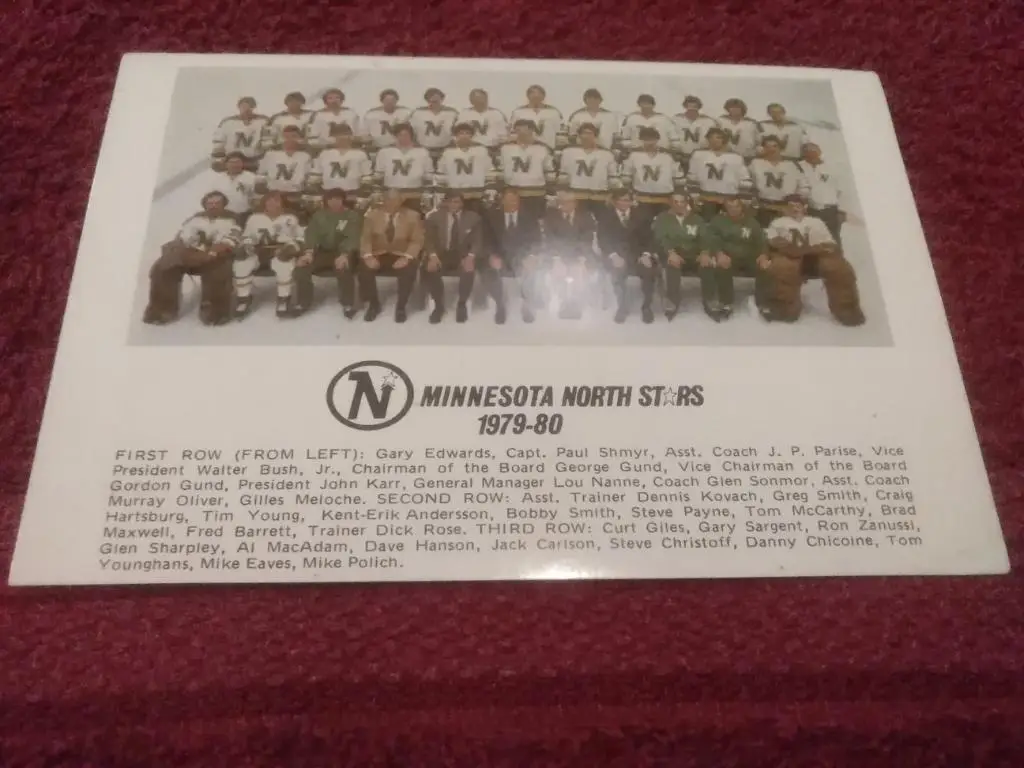 N MINNESOTA NORTH ST☆RS
1979-80
FIRST ROW (FROM LEFT): Gary Edwards, Capt. Paul Shmyr, Asst. Coach J. P. Parise, Vice
President Walter Bush, Jr., Chairman of the Board George Gund, Vice Chairman of the Board
Gordon Gund, President John Karr, General Manager Lou Nanne, Coach Glen Sonmor, Asst. Coach
Murray Oliver, Gilles Meloche. SECOND ROW: Asst. Trainer Dennis Kovach, Greg Smith, Craig
Hartsburg, Tim Young, Kent-Erik Andersson, Bobby Smith, Steve Payne, Tom McCarthy, Brad
Maxwell, Fred Barrett, Trainer Dick Rose. THIRD ROW: Curt Giles, Gary Sargent, Ron Zanussi,
Glen Sharpley, Al MacAdam, Dave Hanson, Jack Carlson, Steve Christoff, Danny Chicoine, Tom
Younghans, Mike Eaves, Mike Polich.